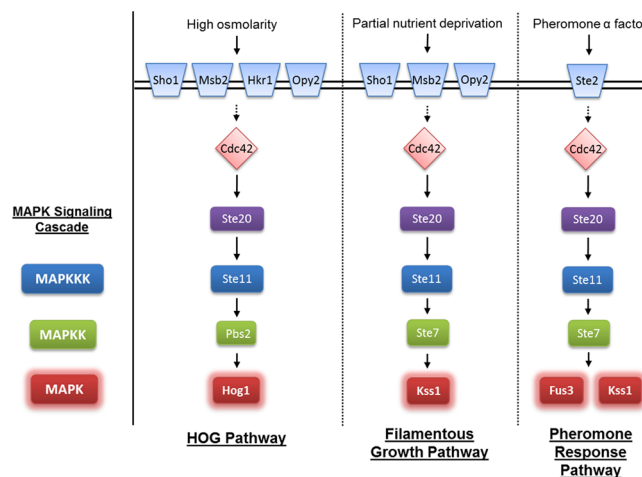 High osmolarity
Partial nutrient deprivation
Pheromone α facto
Sho1 Msb2 Hkr1 Opy2
Sho1 Msb2 Opy2
Ste2
Cdc42 Cdc42 Cdc42
MAPK Signaling
Cascade
Ste20 Ste20 Ste20
MAPKKK Ste11 Ste11 Ste11
MAPKK Pbs2 Ste7 Ste7
MAPK Hog1 Kss1 Fus3 Kss1
HOG Pathway
Filamentous
Growth Pathway
Pheromone
Response
Pathway